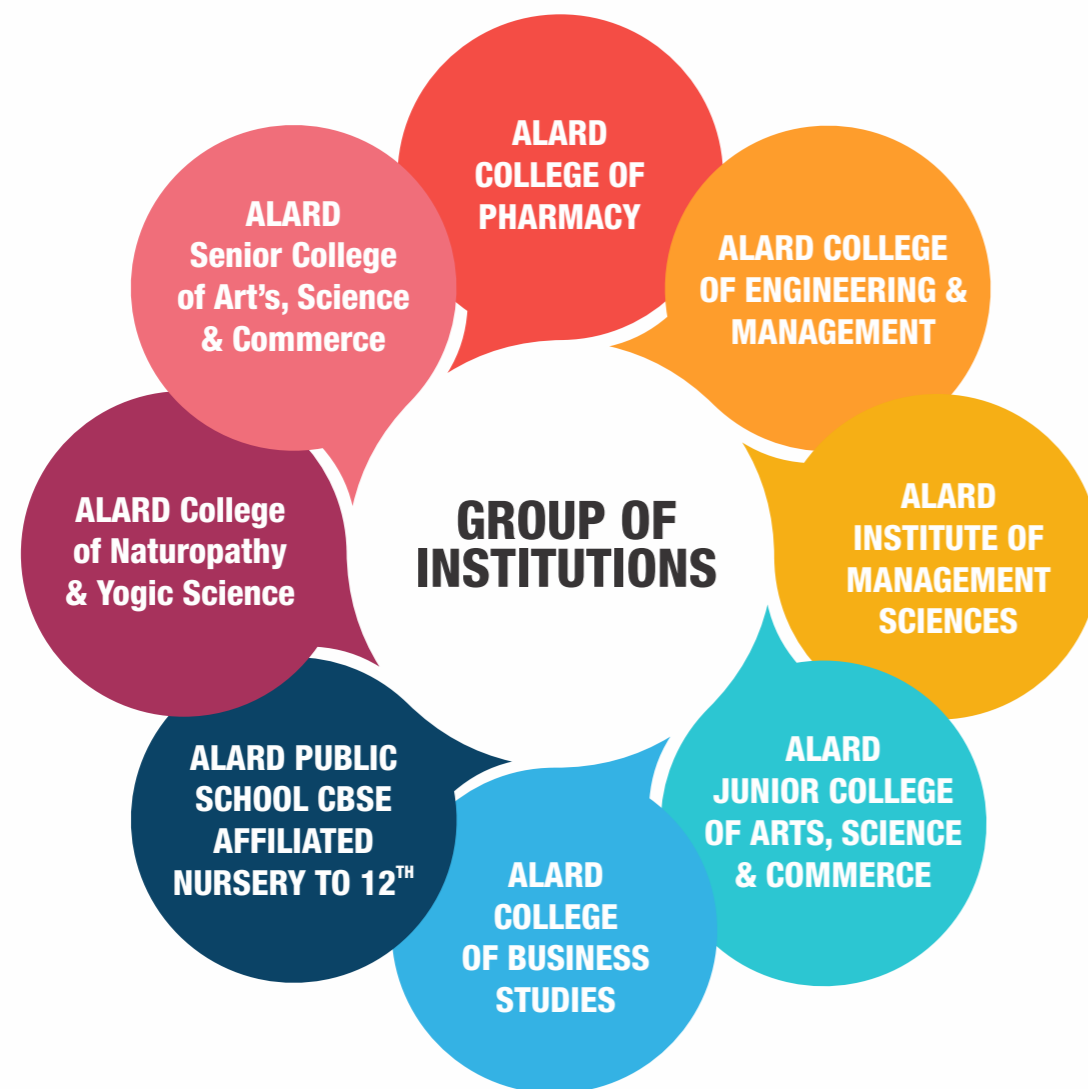 ALARD
COLLEGE OF
PHARMACY
ALARD COLLEGE
OF ENGINEERING &
MANAGEMENT
ALARD
INSTITUTE OF
MANAGEMENT
SCIENCES
ALARD
JUNIOR COLLEGE
OF ARTS, SCIENCE
& COMMERCE
ALARD
COLLEGE
OF BUSINESS
STUDIES
ALARD PUBLIC
SCHOOL CBSE
AFFILIATED
NURSERY TO 12TH
ALARD College
of Naturopathy
& Yogic Science
ALARD
Senior College
of Art's, Science
& Commerce
GROUP OF
INSTITUTIONS